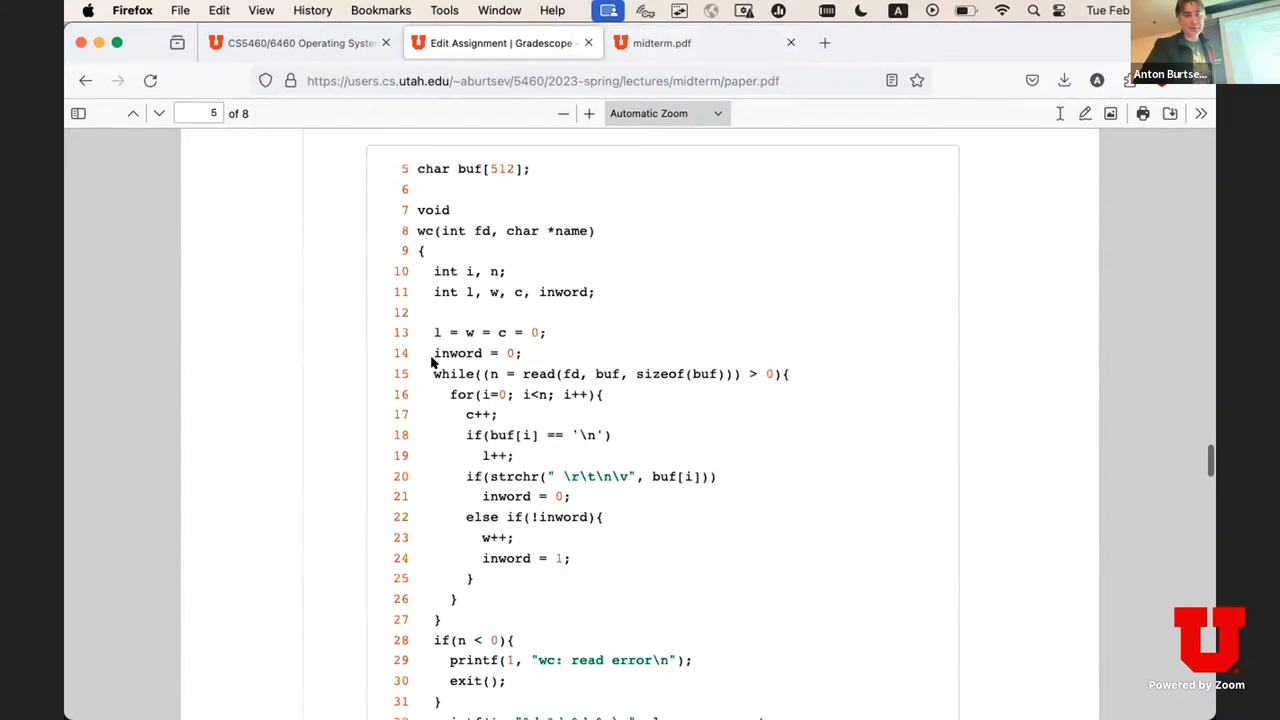 Firefox File Edit View History Bookmarks Tools Window Help A Tue Feb
CS5460/6460 Operating Syste
Edit Assignment | Gradescope
midterm.pdf
https://users.cs.utah.edu/~aburtsev/5460/2023-spring/lectures/midterm/paper.pdf
Anton Burtse...
5 of 8
Automatic Zoom
5 char buf[512];
6
7 void
8 wc(int fd, char *name)
9 {
10 int i, n;
11 int l, w, c, inword;
12
13 l = w = c = 0;
14 inword = 0;
15 while((n = read(fd, buf, sizeof(buf))) > 0){
16 for(i=0; i<n; i++){
17 c++;
18 if(buf[i] == '\n')
19 l++;
20 if(strchr(" \r\t\n\v", buf[i]))
21 inword = 0;
22 else if(!inword){
23 w++;
24 inword = 1;
25 }
26 }
27 }
28 if(n < 0){
29 printf(1, "wc: read error\n");
30 exit();
31 }
U
Powered by Zoom